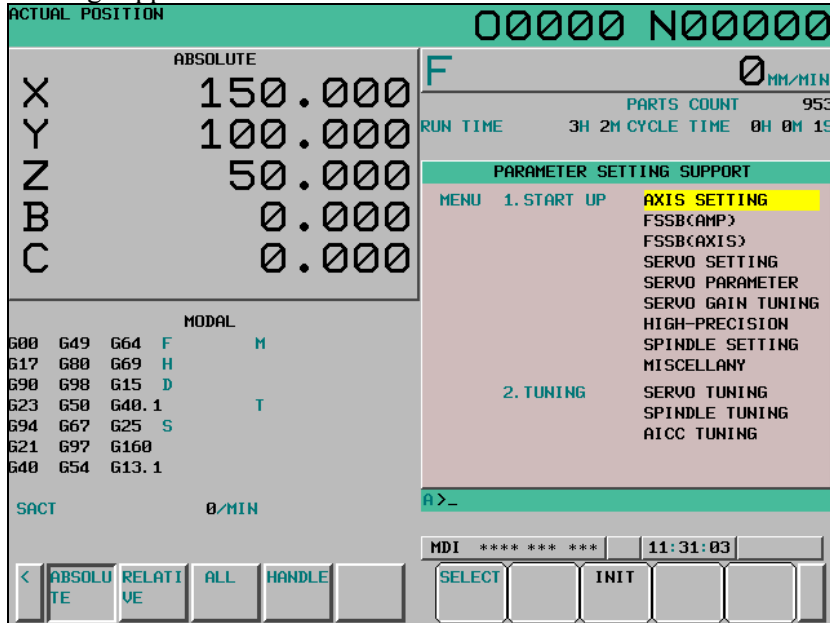 ACTUAL POSITION
O0000 N00000
ABSOLUTE
X 150.000
Y 100.000
Z 50.000
B 0.000
C 0.000
F 0 MM/MIN
PARTS COUNT 953
RUN TIME 3H 2M CYCLE TIME 0H 0M 1S
PARAMETER SETTING SUPPORT
MENU 1.START UP AXIS SETTING
FSSB(AMP)
FSSB(AXIS)
SERVO SETTING
SERVO PARAMETER
SERVO GAIN TUNING
HIGH-PRECISION
SPINDLE SETTING
MISCELLANY
2.TUNING SERVO TUNING
SPINDLE TUNING
AICC TUNING
MODAL
G00 G49 G64 F M
G17 G80 G69 H
G90 G98 G15 D
G23 G50 G40.1 T
G94 G67 G25 S
G21 G97 G160
G40 G54 G13.1
SACT 0/MIN
A>_
MDI **** *** *** 11:31:03
< ABSOLUTE RELATIVE ALL HANDLE
SELECT INIT